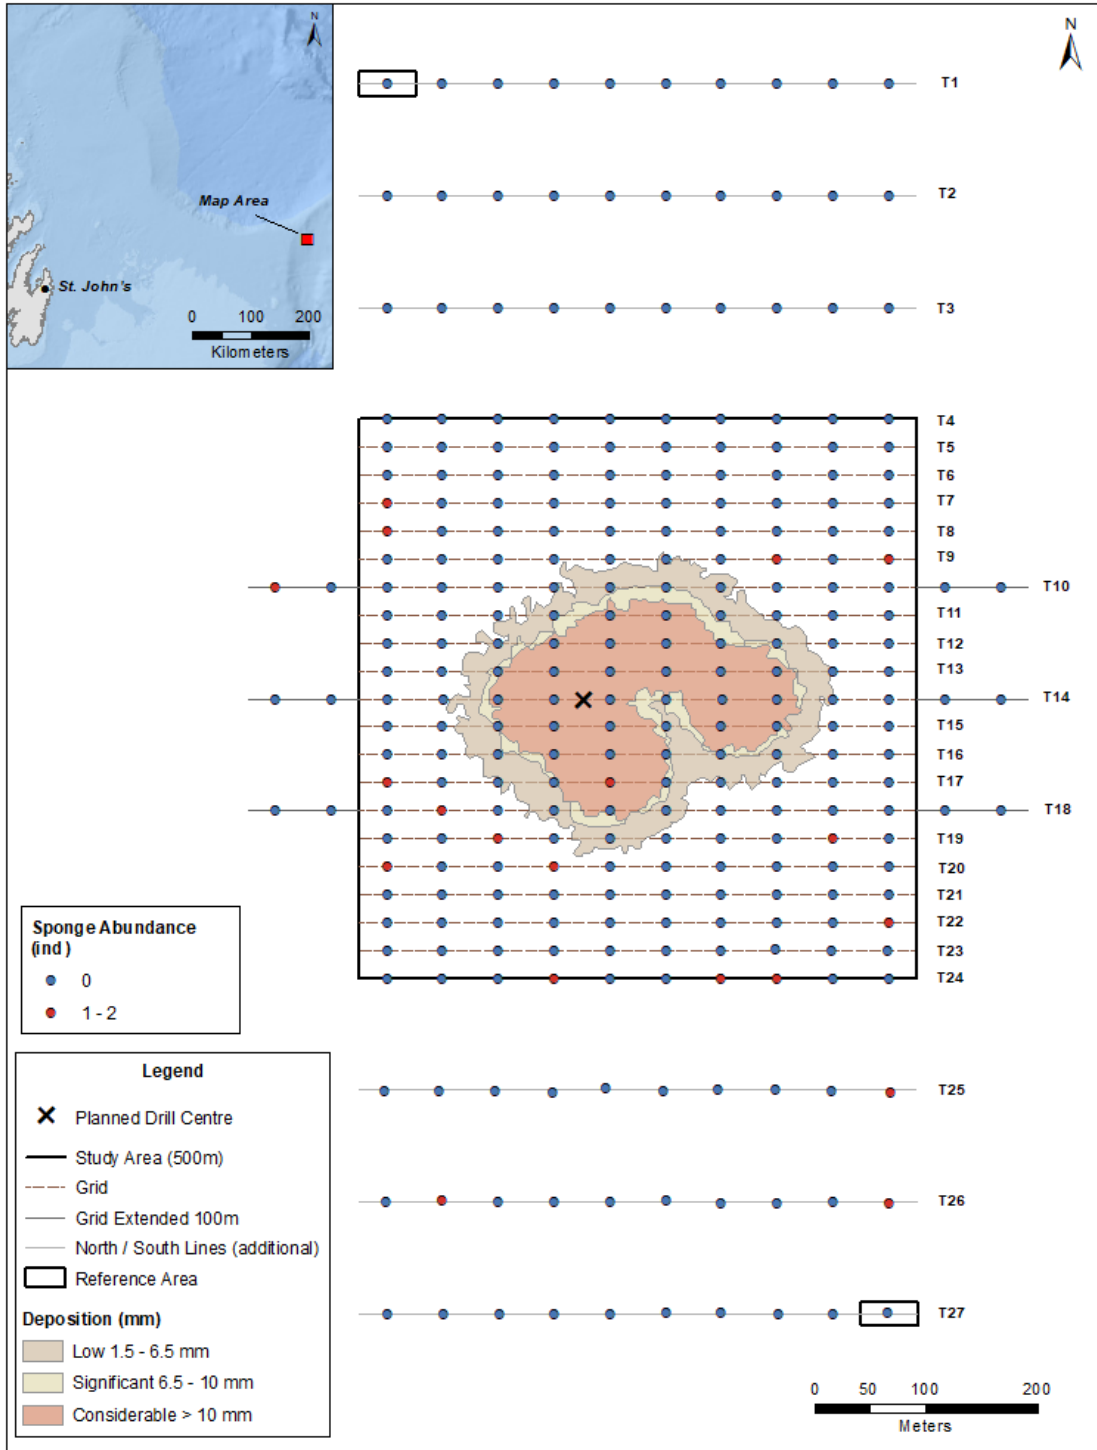 N
N
T1
T2
Map Area
St. John's
0 100 200
Kilometers
T3
T4
T5
T6
T7
T8
T9
T10
T11
T12
T13
T14
T15
T16
T17
T18
T19
T20
T21
T22
T23
T24
Sponge Abundance
(ind)
0
1 - 2
Legend
Planned Drill Centre
Study Area (500m)
Grid
Grid Extended 100m
North / South Lines (additional)
Reference Area
Deposition (mm)
Low 1.5 - 6.5 mm
Significant 6.5 - 10 mm
Considerable > 10 mm
T25
T26
T27
0 50 100 200
Meters